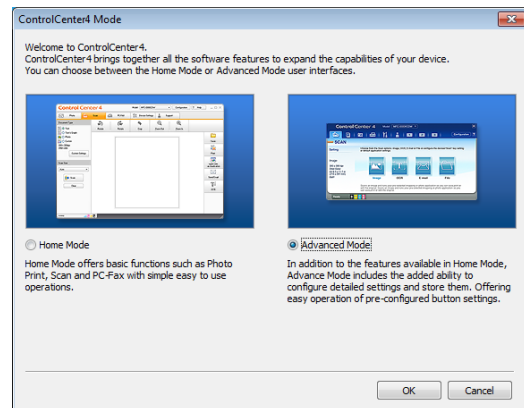 ControlCenter4 Mode
Welcome to ControlCenter4.
ControlCenter4 brings together all the software features to expand the capabilities of your device.
You can choose between the Home Mode or Advanced Mode user interfaces.
ControlCenter4
Control Center 4
SCAN
Home Mode
Home Mode offers basic functions such as Photo
Print, Scan and PC-Fax with simple easy to use
operations.
Advanced Mode
In addition to the features available in Home Mode,
Advance Mode includes the added ability to
configure detailed settings and store them. Offering
easy operation of pre-configured button settings.
OK
Cancel